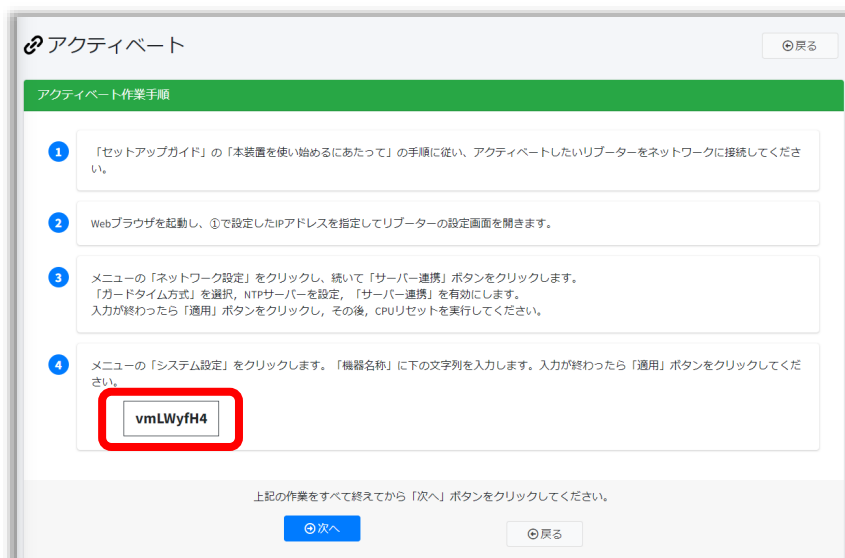 アクティベート
戻る
アクティベート作業手順
1
「セットアップガイド」の「本装置を使い始めるにあたって」の手順に従い、アクティベートしたいリブーターをネットワークに接続してくださ
い。
2
Webブラウザを起動し、①で設定したIPアドレスを指定してリブーターの設定画面を開きます。
3
メニューの「ネットワーク設定」をクリックし、続いて「サーバー連携」ボタンをクリックします。
「ガードタイム方式」を選択，NTPサーバーを設定，「サーバー連携」を有効にします。
入力が終わったら「適用」ボタンをクリックし，その後，CPUリセットを実行してください。
4
メニューの「システム設定」をクリックします。「機器名称」に下の文字列を入力します。入力が終わったら「適用」ボタンをクリックしてくだ
さい。
vmLWyfH4
上記の作業をすべて終えてから「次へ」ボタンをクリックしてください。
次へ
戻る